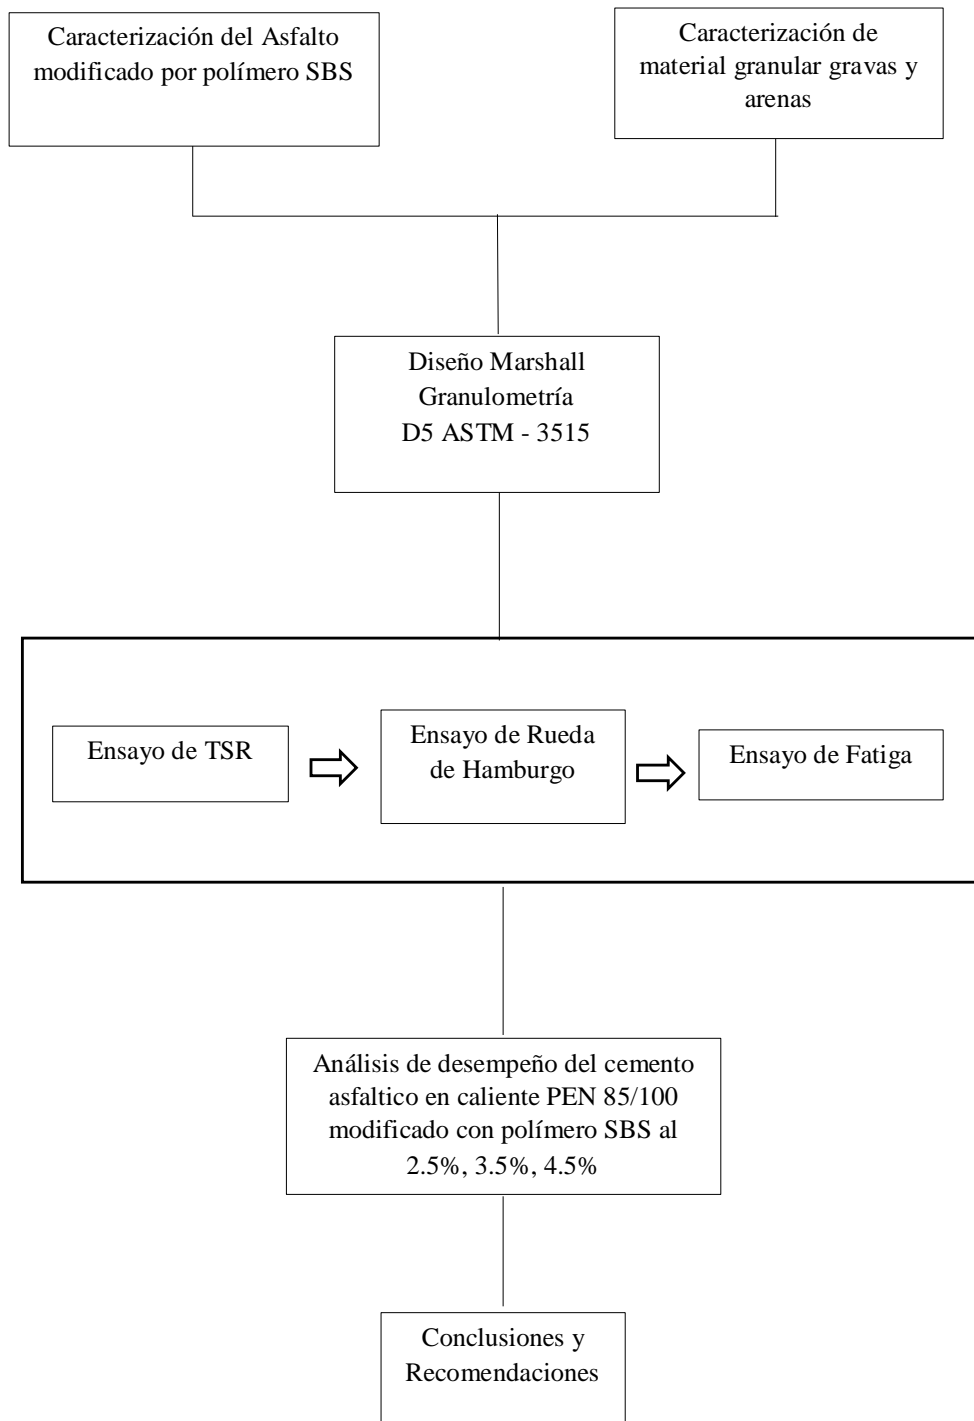 Caracterización del Asfalto
modificado por polímero SBS
Caracterización de
material granular gravas y
arenas
Diseño Marshall
Granulometría
D5 ASTM - 3515
Ensayo de TSR
Ensayo de Rueda
de Hamburgo
Ensayo de Fatiga
Análisis de desempeño del cemento
asfaltico en caliente PEN 85/100
modificado con polímero SBS al
2.5%, 3.5%, 4.5%
Conclusiones y
Recomendaciones